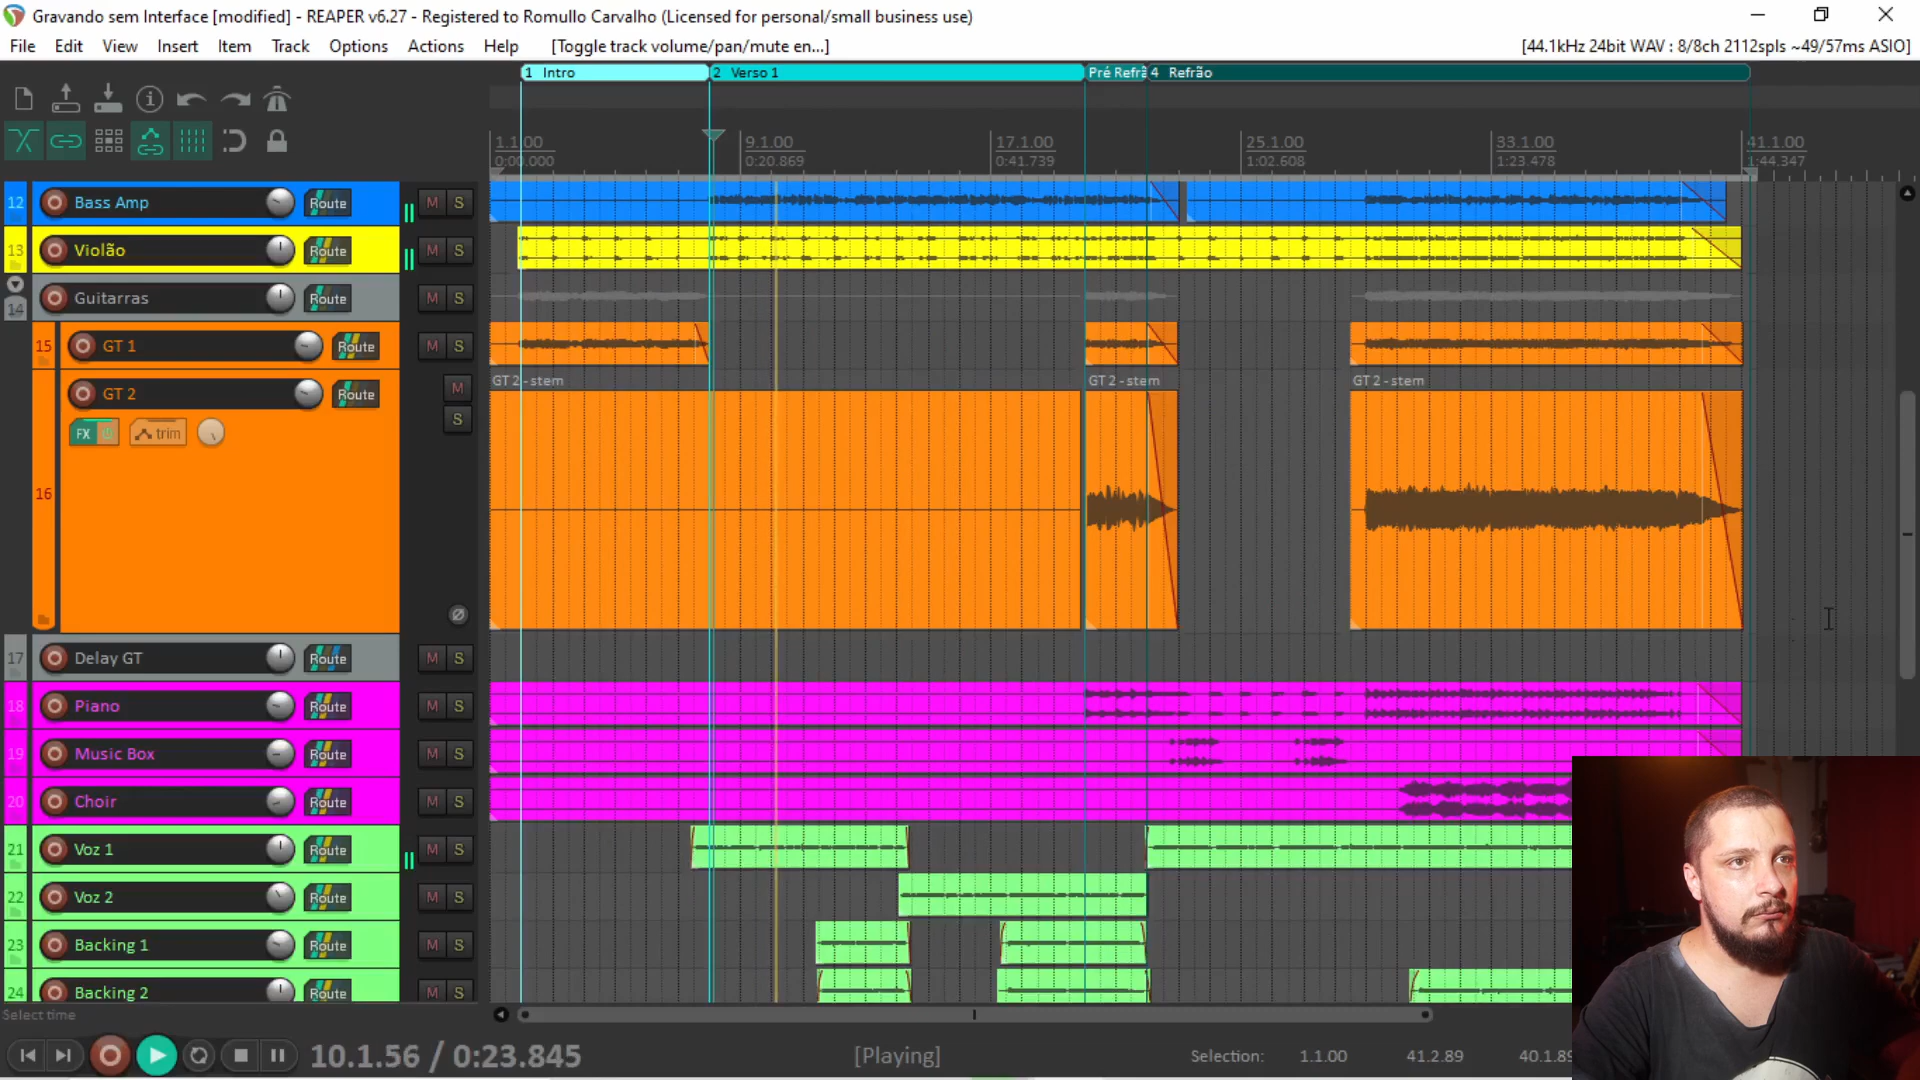 Gravando sem Interface [modified] - REAPER v6.27 - Registered to Romullo Carvalho (Licensed for personal/small business use)
File Edit View Insert Item Track Options Actions Help [Toggle track volume/pan/mute en...] [44.1kHz 24bit WAV : 8/8ch 2112spls ~49/57ms ASIO]
1 Intro 2 Verso 1 Pré Refrã 4 Refrão
1.1.00 9.1.00 17.1.00 25.1.00 33.1.00 41.1.00
0:00.000 0:20.869 0:41.739 1:02.608 1:23.478 1:44.347
12 Bass Amp Route M S
13 Violão Route M S
14 Guitarras Route M S
15 GT 1 Route M S
GT 2 - stem GT 2 - stem GT 2 - stem
16 GT 2 Route M S
FX trim
17 Delay GT Route M S
18 Piano Route M S
19 Music Box Route M S
20 Choir Route M S
21 Voz 1 Route M S
22 Voz 2 Route M S
23 Backing 1 Route M S
24 Backing 2 Route M S
Select time
10.1.56 / 0:23.845 [Playing] Selection: 1.1.00 41.2.89 40.1.89